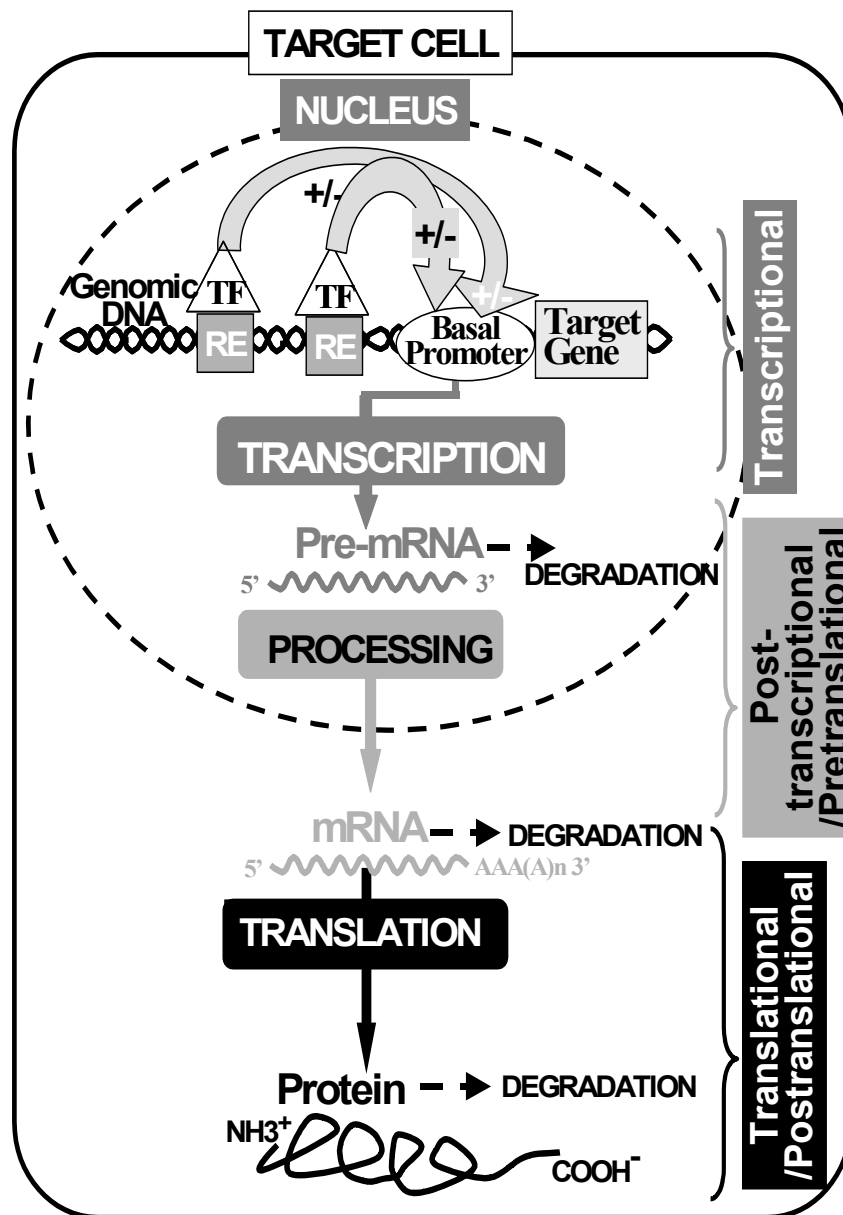 TARGET CELL
NUCLEUS
+/-
+/-
+/-
Genomic
DNA
TF
TF
RE
RE
Basal
Promoter
Target
Gene
Transcriptional
TRANSCRIPTION
Pre-mRNA
DEGRADATION
5’ 3’
PROCESSING
Post-
transcriptional
/Pretranslational
mRNA
DEGRADATION
5’ AAA(A)n 3’
TRANSLATION
Translational
/Postranslational
Protein
DEGRADATION
NH3+
COOH-